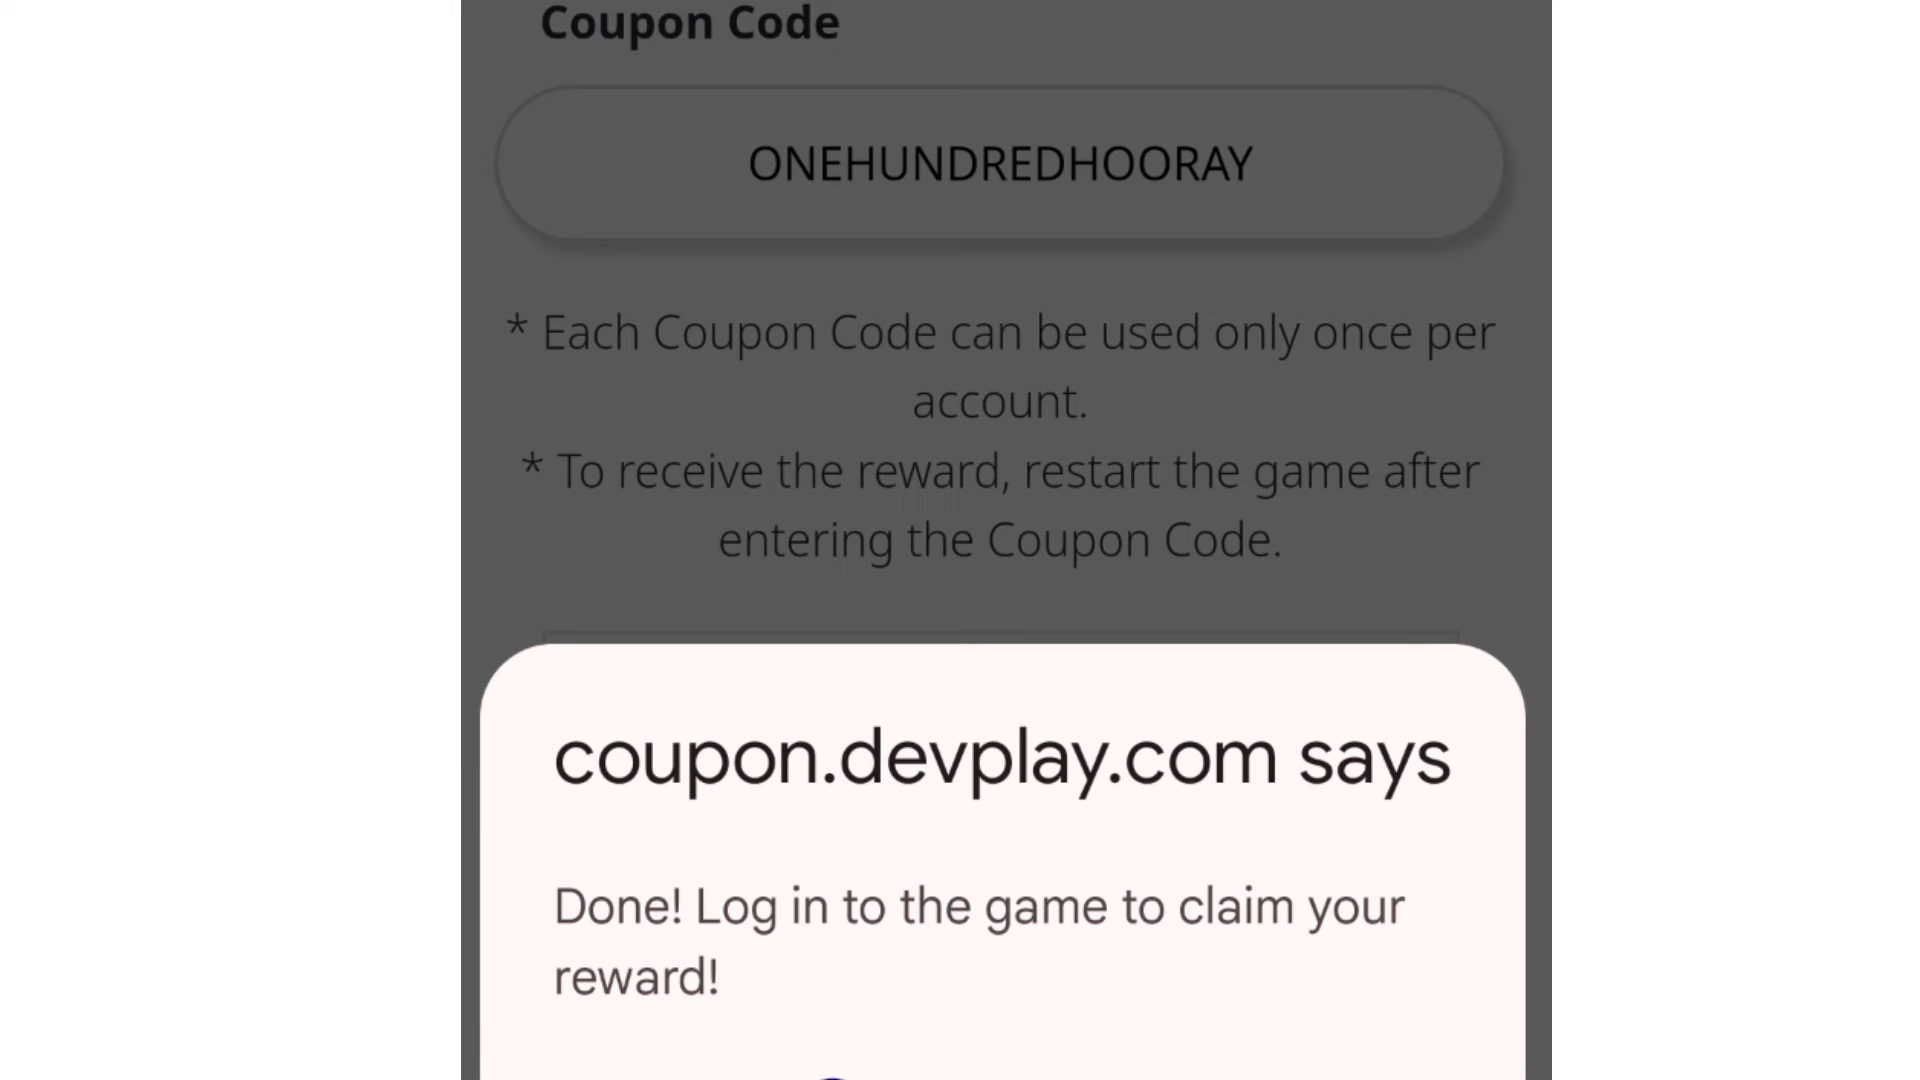 Coupon Code
ONEHUNDREDHOORAY
* Each Coupon Code can be used only once per
account.
* To receive the reward, restart the game after
entering the Coupon Code.
coupon.devplay.com says
Done! Log in to the game to claim your
reward!